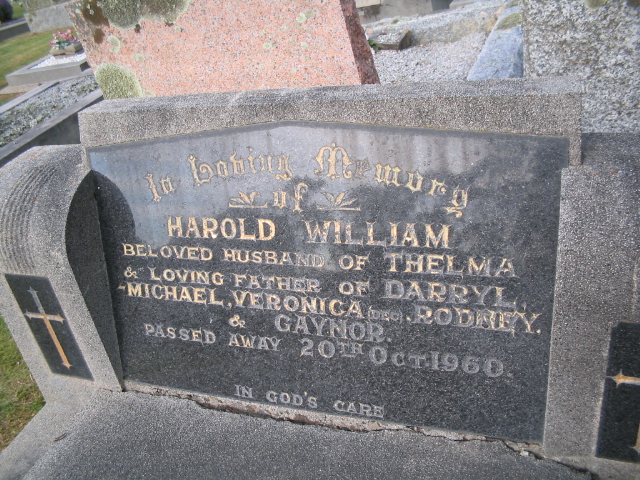 In Loving Memory
of
HAROLD WILLIAM
BELOVED HUSBAND OF THELMA
& LOVING FATHER OF DARRYL,
MICHAEL, VERONICA (DEC), RODNEY.
& GAYNOR.
PASSED AWAY 20TH OCT 1960.
IN GOD'S CARE